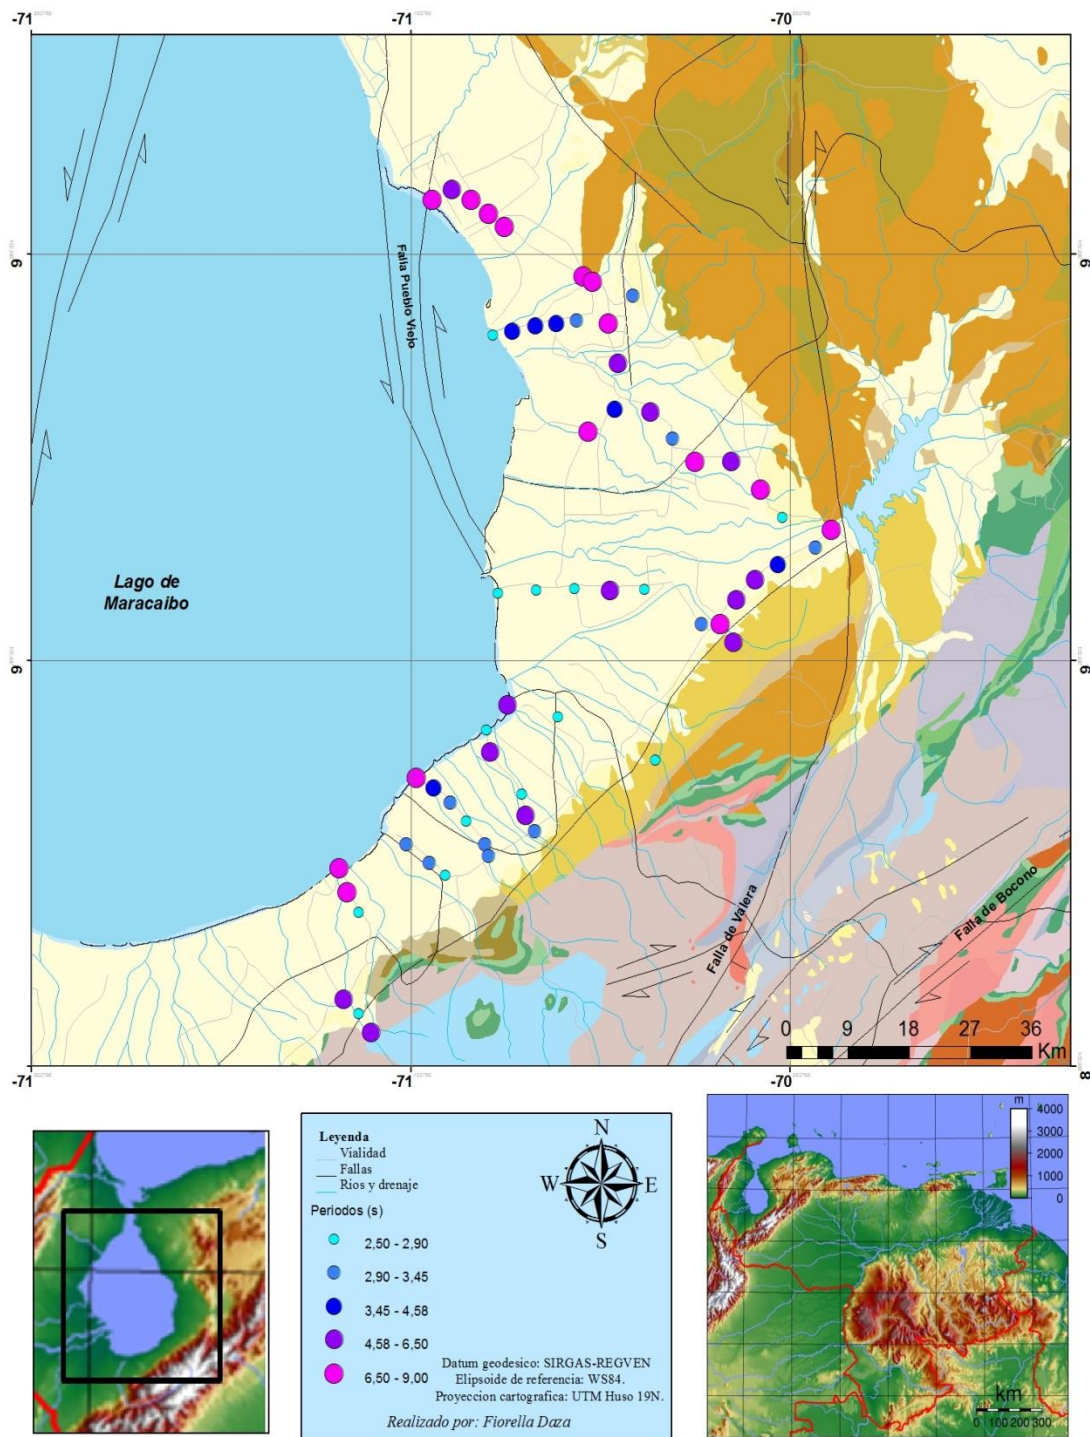 -71
-71
-70
9
9
Falla Pueblo Viejo
Lago de
Maracaibo
9
9
Falla de Valera
Falla de Bocono
0 9 18 27 36
Km
-71
-71
-70
8
Leyenda
Vialidad
Fallas
Rios y drenaje
Periodos (s)
2,50 - 2,90
2,90 - 3,45
3,45 - 4,58
4,58 - 6,50
6,50 - 9,00
N
W E
S
Datum geodesico: SIRGAS-REGVEN
Elipsoide de referencia: WS84.
Proyeccion cartografica: UTM Huso 19N.
Realizado por: Fiorella Daza
m
4000
3000
2000
1000
0
km
0 100 200 300